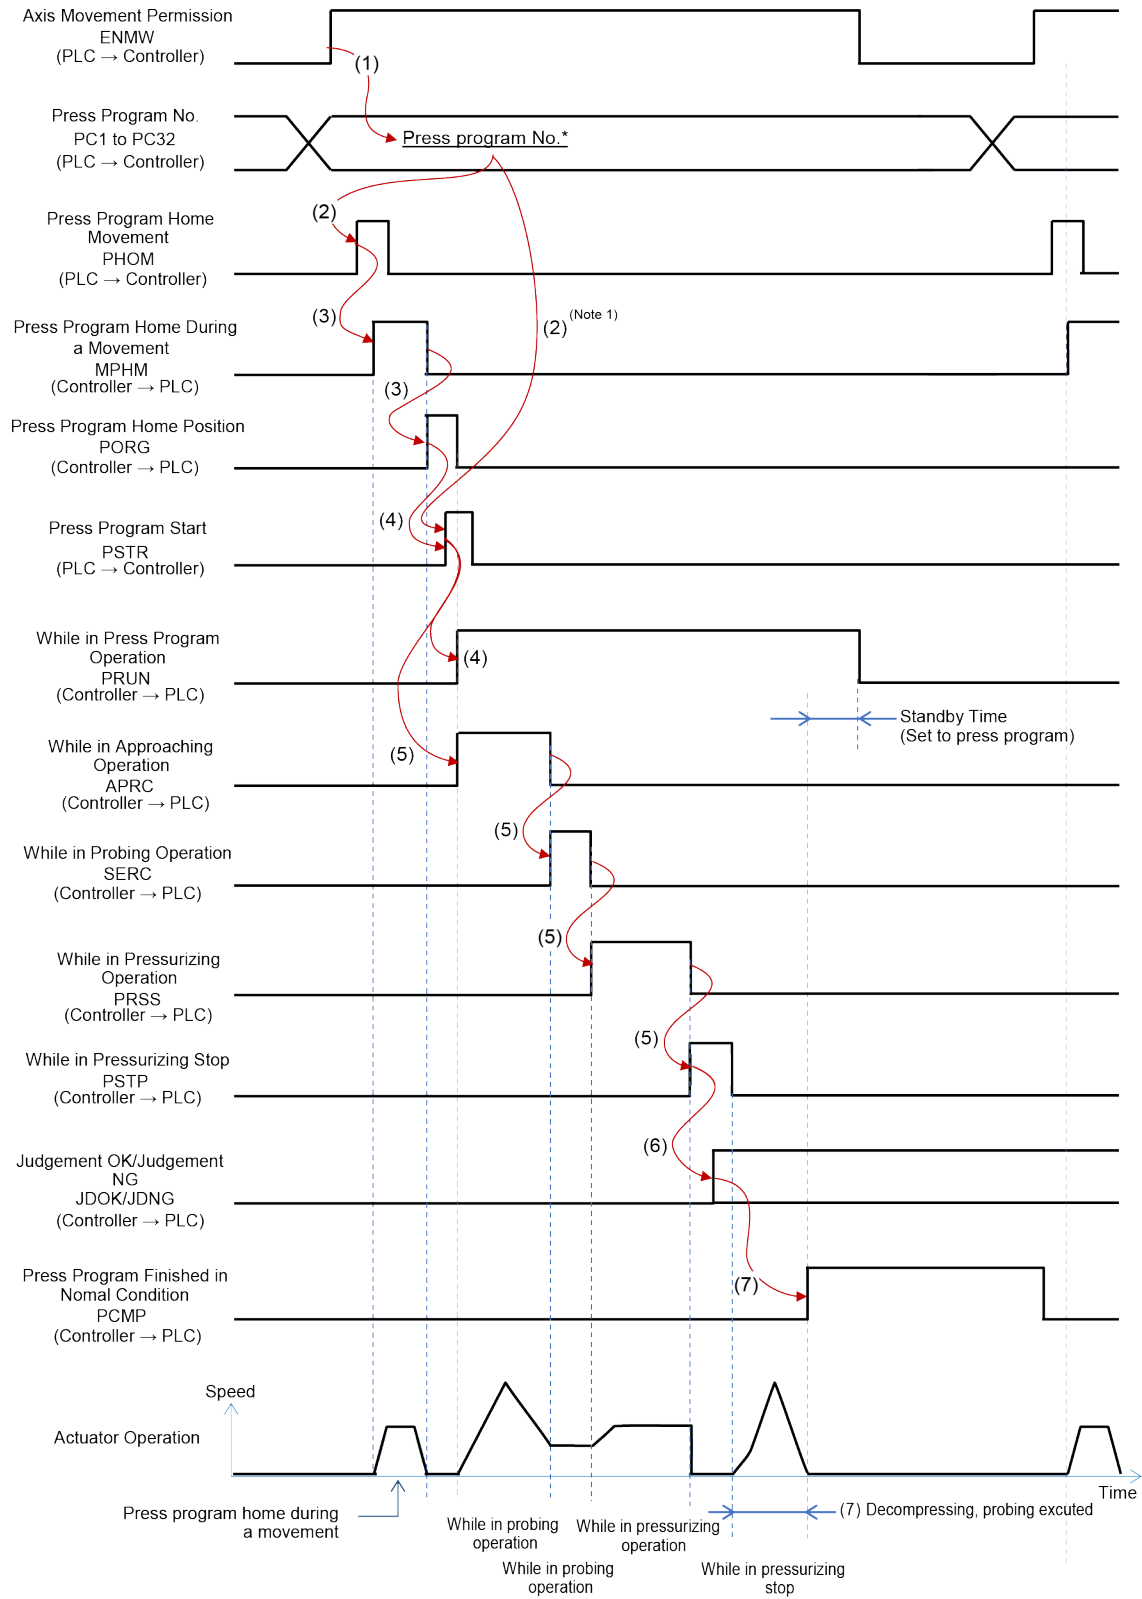 Axis Movement Permission
ENMW
(PLC → Controller)
(1)
Press Program No.
PC1 to PC32
(PLC → Controller)
Press program No.*
Press Program Home
Movement
PHOM
(PLC → Controller)
(2)
Press Program Home During
a Movement
MPHM
(Controller → PLC)
(3)
(2) (Note 1)
(3)
Press Program Home Position
PORG
(Controller → PLC)
Press Program Start
PSTR
(PLC → Controller)
(4)
While in Press Program
Operation
PRUN
(Controller → PLC)
(4)
Standby Time
(Set to press program)
While in Approaching
Operation
APRC
(Controller → PLC)
(5)
While in Probing Operation
SERC
(Controller → PLC)
(5)
While in Pressurizing
Operation
PRSS
(Controller → PLC)
(5)
While in Pressurizing Stop
PSTP
(Controller → PLC)
(5)
Judgement OK/Judgement
NG
JDOK/JDNG
(Controller → PLC)
(6)
Press Program Finished in
Nomal Condition
PCMP
(Controller → PLC)
(7)
Speed
Actuator Operation
Time
Press program home during
a movement
(7) Decompressing, probing excuted
While in probing
operation
While in pressurizing
operation
While in probing
operation
While in pressurizing
stop